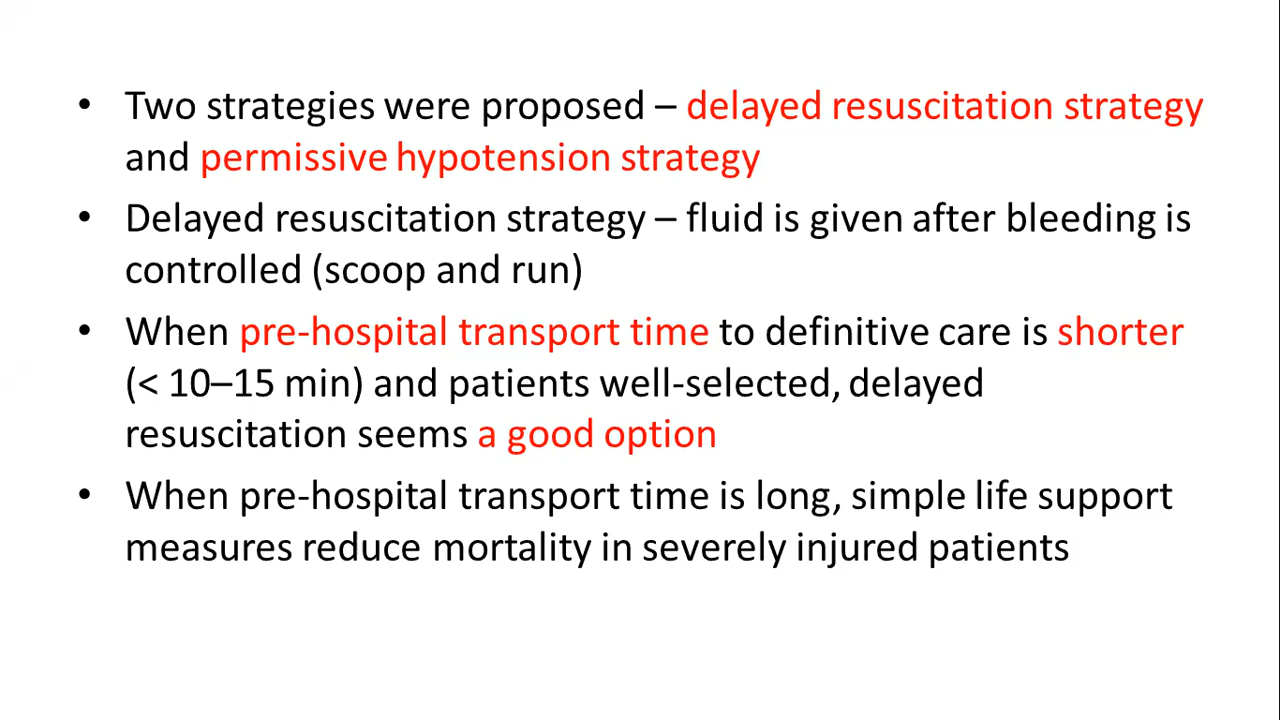 • Two strategies were proposed – delayed resuscitation strategy
and permissive hypotension strategy
• Delayed resuscitation strategy – fluid is given after bleeding is
controlled (scoop and run)
• When pre-hospital transport time to definitive care is shorter
(< 10–15 min) and patients well-selected, delayed
resuscitation seems a good option
• When pre-hospital transport time is long, simple life support
measures reduce mortality in severely injured patients